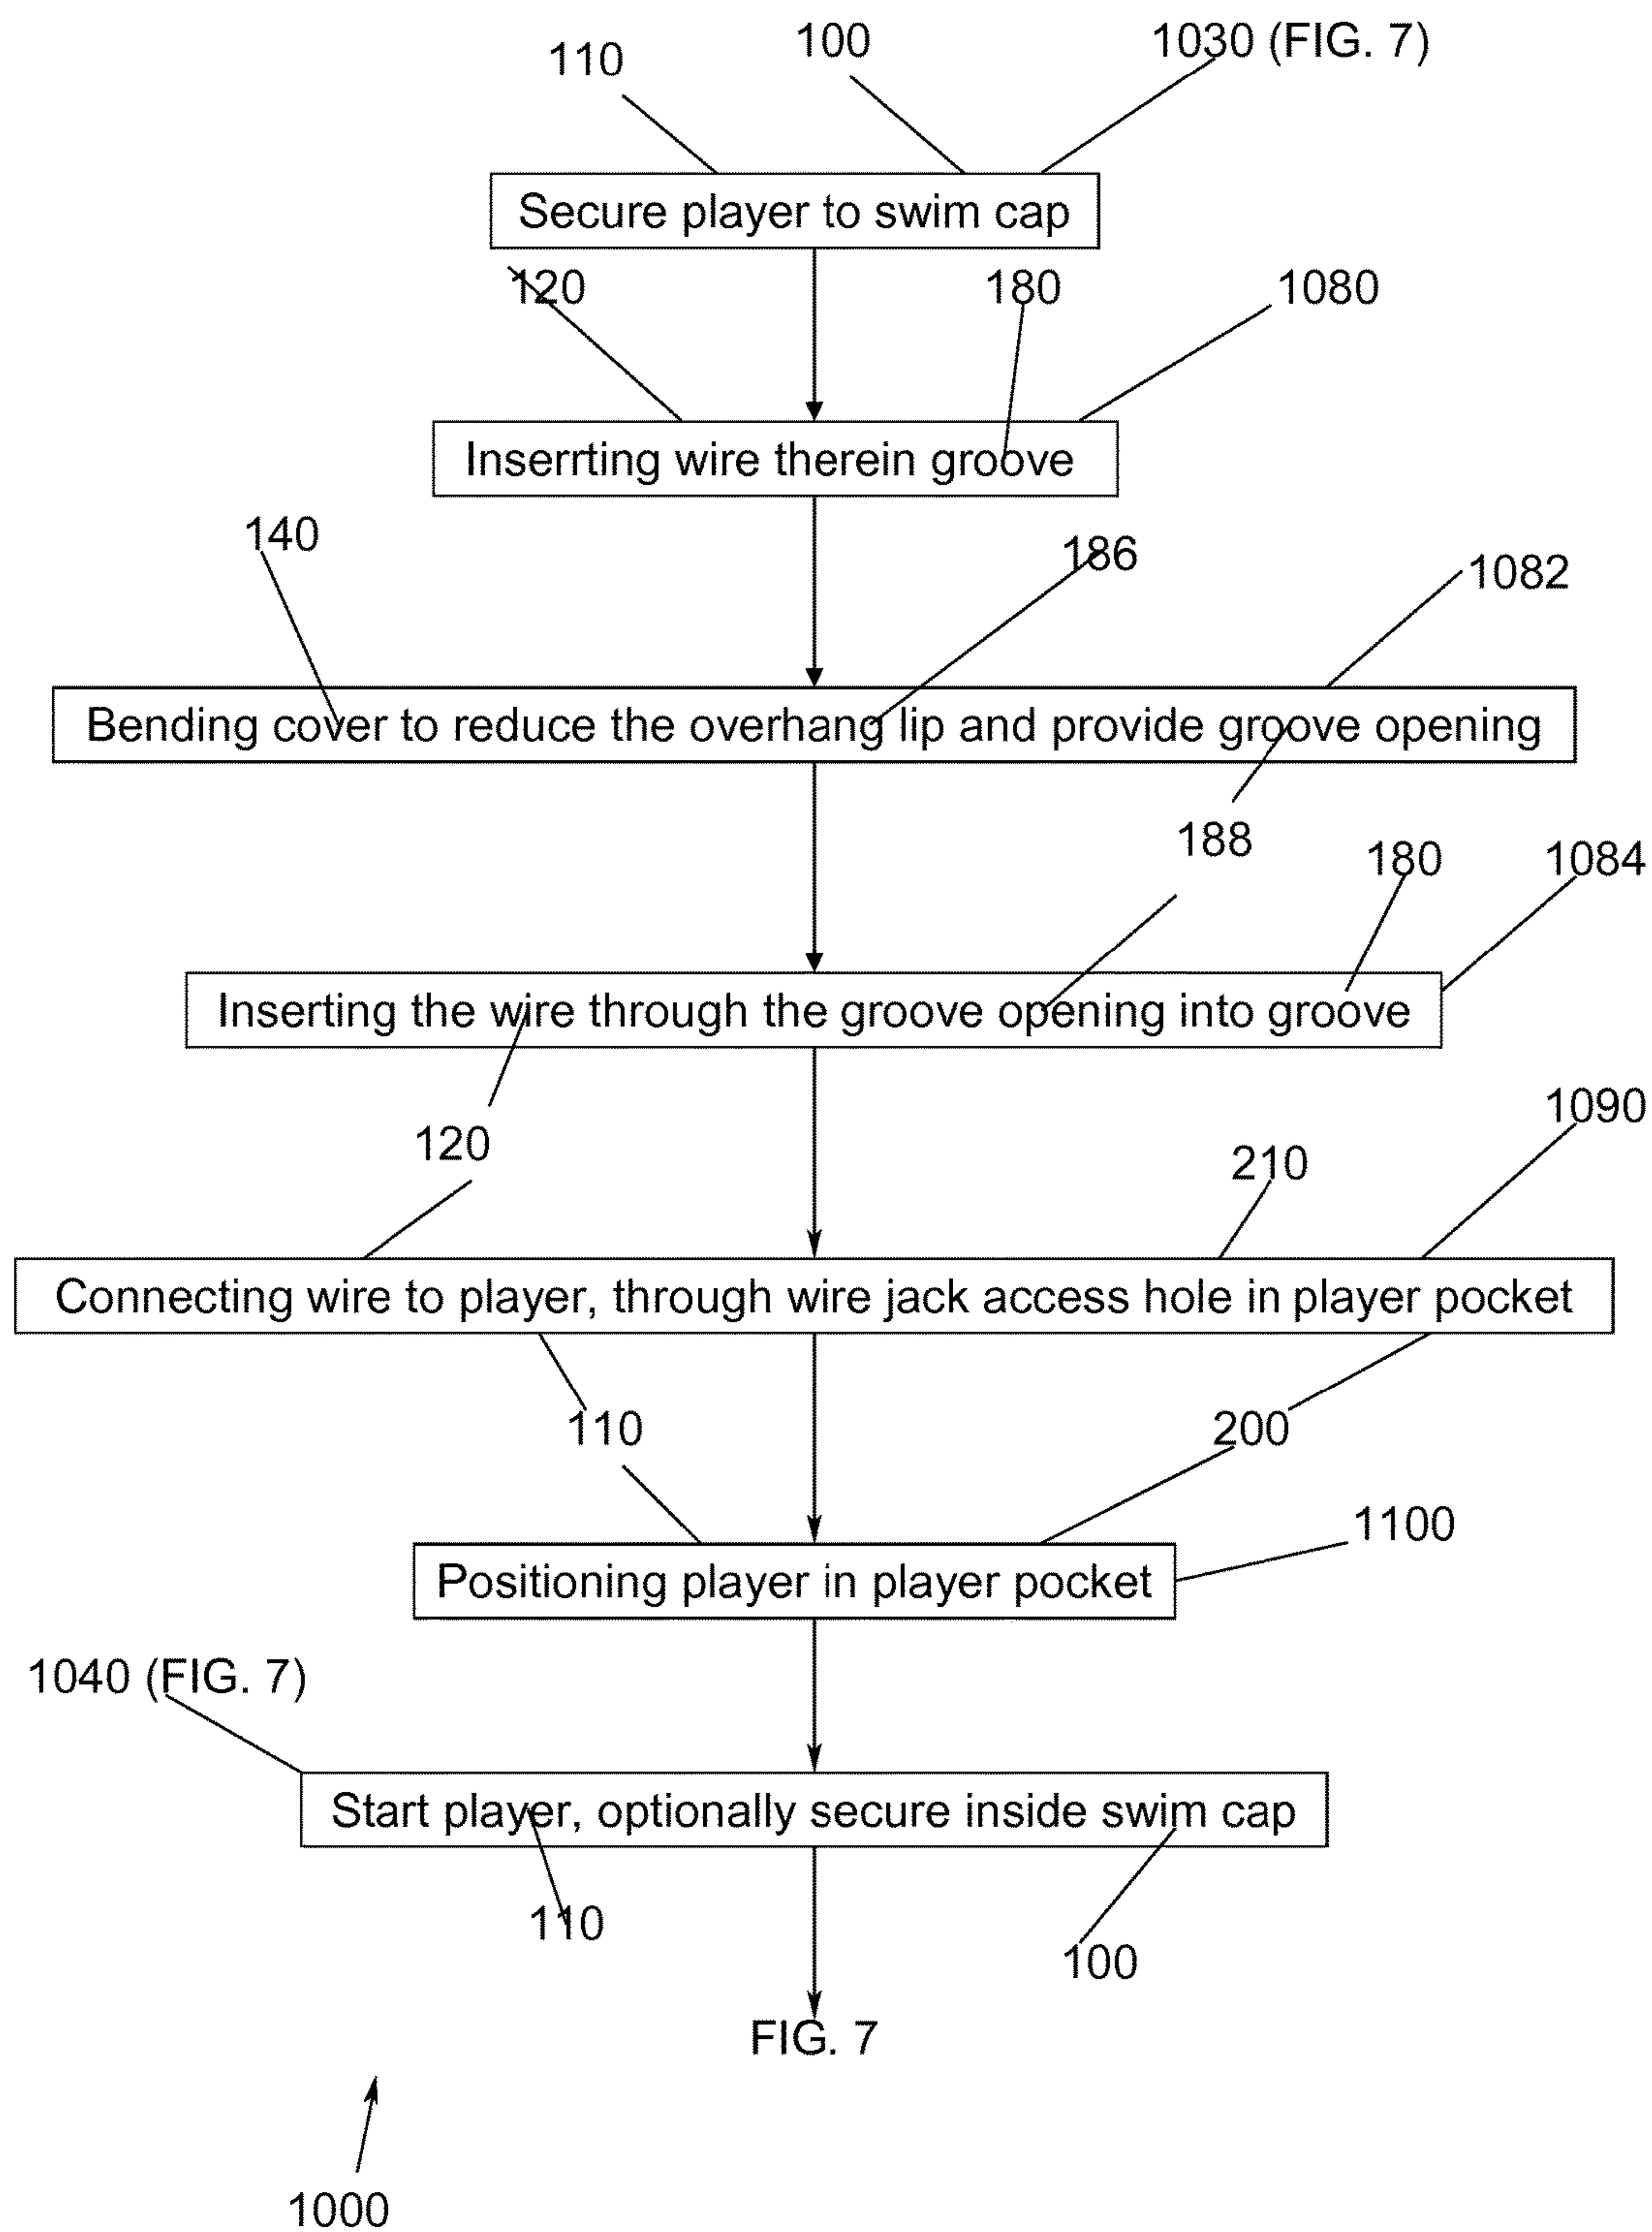 110 100 1030 (FIG. 7)
Secure player to swim cap
120 180 1080
Inserrting wire therein groove
140 186 1082
Bending cover to reduce the overhang lip and provide groove opening
188 180 1084
Inserting the wire through the groove opening into groove
120 210 1090
Connecting wire to player, through wire jack access hole in player pocket
110 200
1100
Positioning player in player pocket
1040 (FIG. 7)
Start player, optionally secure inside swim cap
110 100
FIG. 7
1000